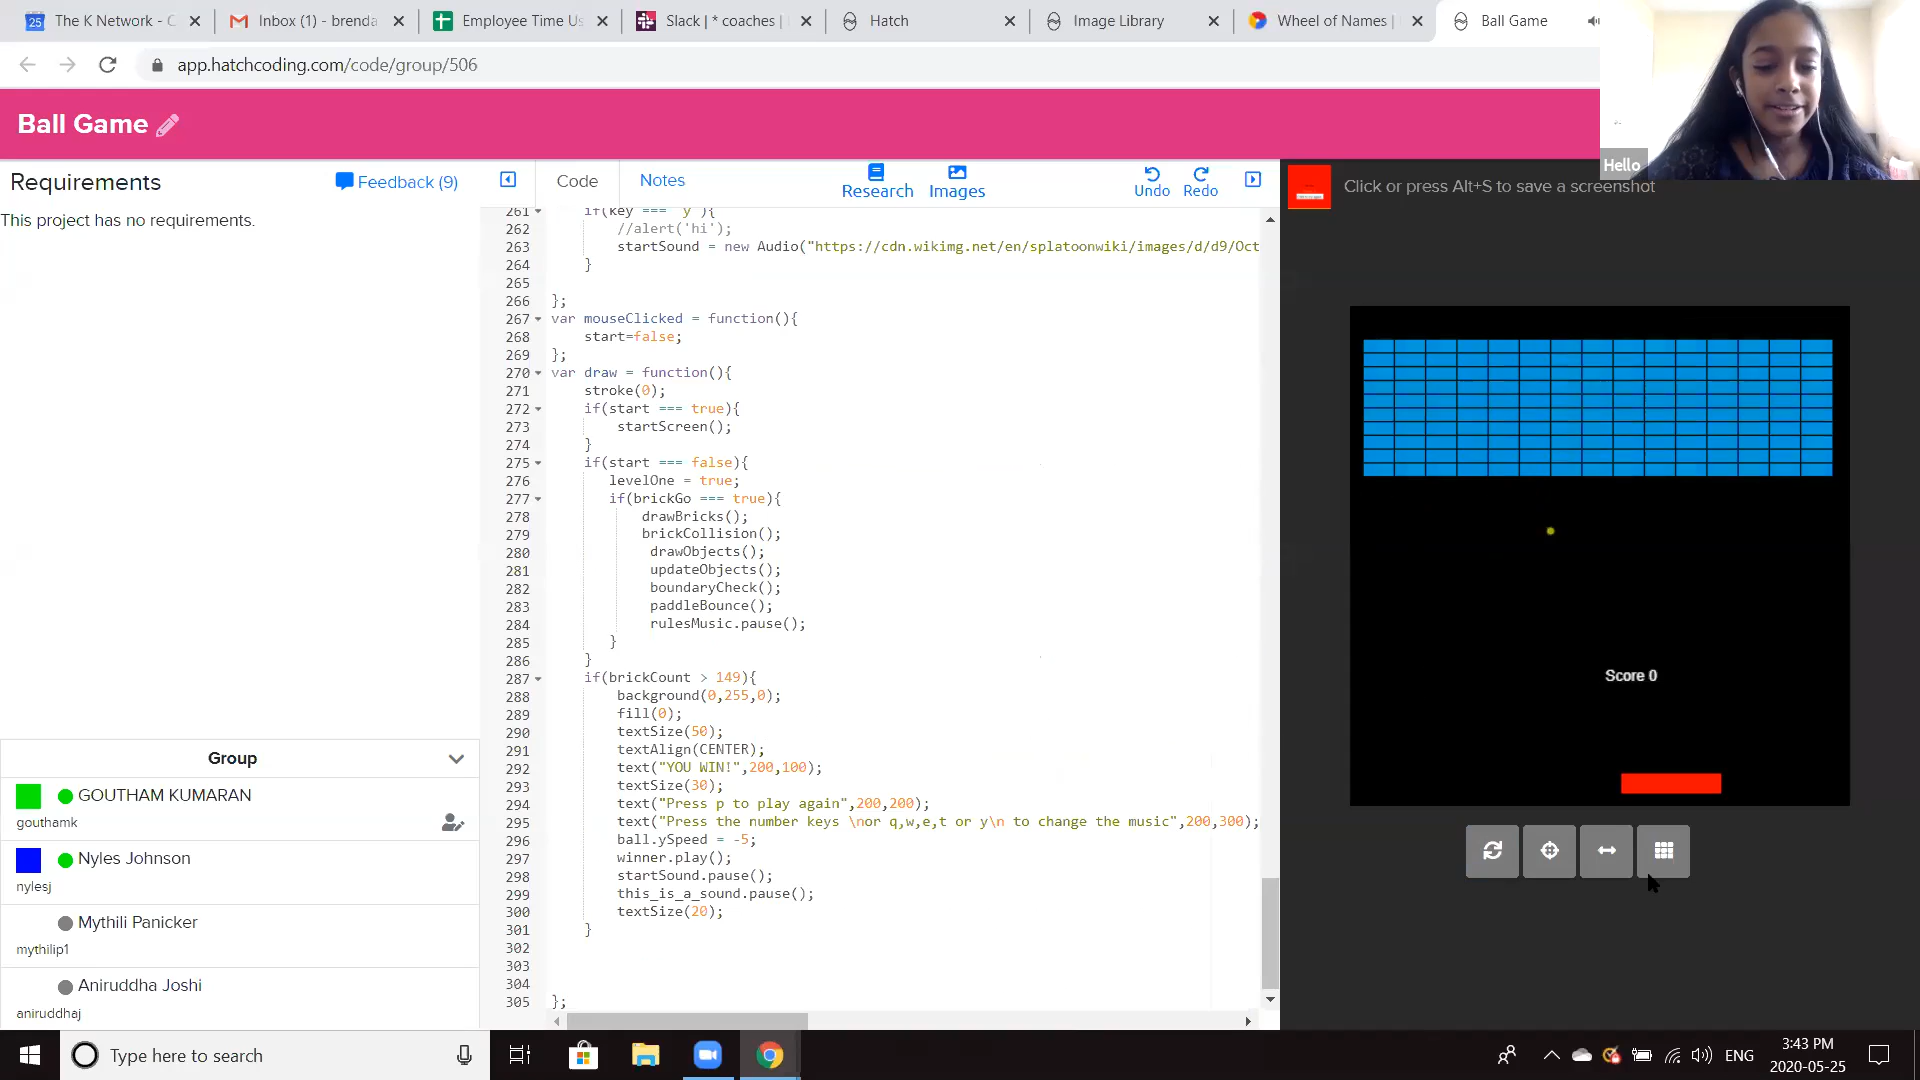 The K Network - C
Inbox (1) - brenda
Employee Time Us
Slack | * coaches |
Hatch
Image Library
Wheel of Names |
Ball Game
app.hatchcoding.com/code/group/506
Ball Game
Hello
Requirements
Feedback (9)
Code
Notes
Research
Images
Undo
Redo
Click or press Alt+S to save a screenshot
This project has no requirements.
261 if(key === 'y'){
262 //alert('hi');
263 startSound = new Audio("https://cdn.wikimg.net/en/splatoonwiki/images/d/d9/Oct
264 }
265
266 };
267 var mouseClicked = function(){
268 start=false;
269 };
270 var draw = function(){
271 stroke(0);
272 if(start === true){
273 startScreen();
274 }
275 if(start === false){
276 levelOne = true;
277 if(brickGo === true){
278 drawBricks();
279 brickCollision();
280 drawObjects();
281 updateObjects();
282 boundaryCheck();
283 paddleBounce();
284 rulesMusic.pause();
285 }
286 }
287 if(brickCount > 149){
288 background(0,255,0);
289 fill(0);
290 textSize(50);
291 textAlign(CENTER);
292 text("YOU WIN!",200,100);
293 textSize(30);
294 text("Press p to play again",200,200);
295 text("Press the number keys \nor q,w,e,t or y\n to change the music",200,300);
296 ball.ySpeed = -5;
297 winner.play();
298 startSound.pause();
299 this_is_a_sound.pause();
300 textSize(20);
301 }
302
303
304
305 };
Score 0
Group
GOUTHAM KUMARAN
gouthamk
Nyles Johnson
nylesj
Mythili Panicker
mythilip1
Aniruddha Joshi
aniruddhaj
Type here to search
ENG
3:43 PM
2020-05-25